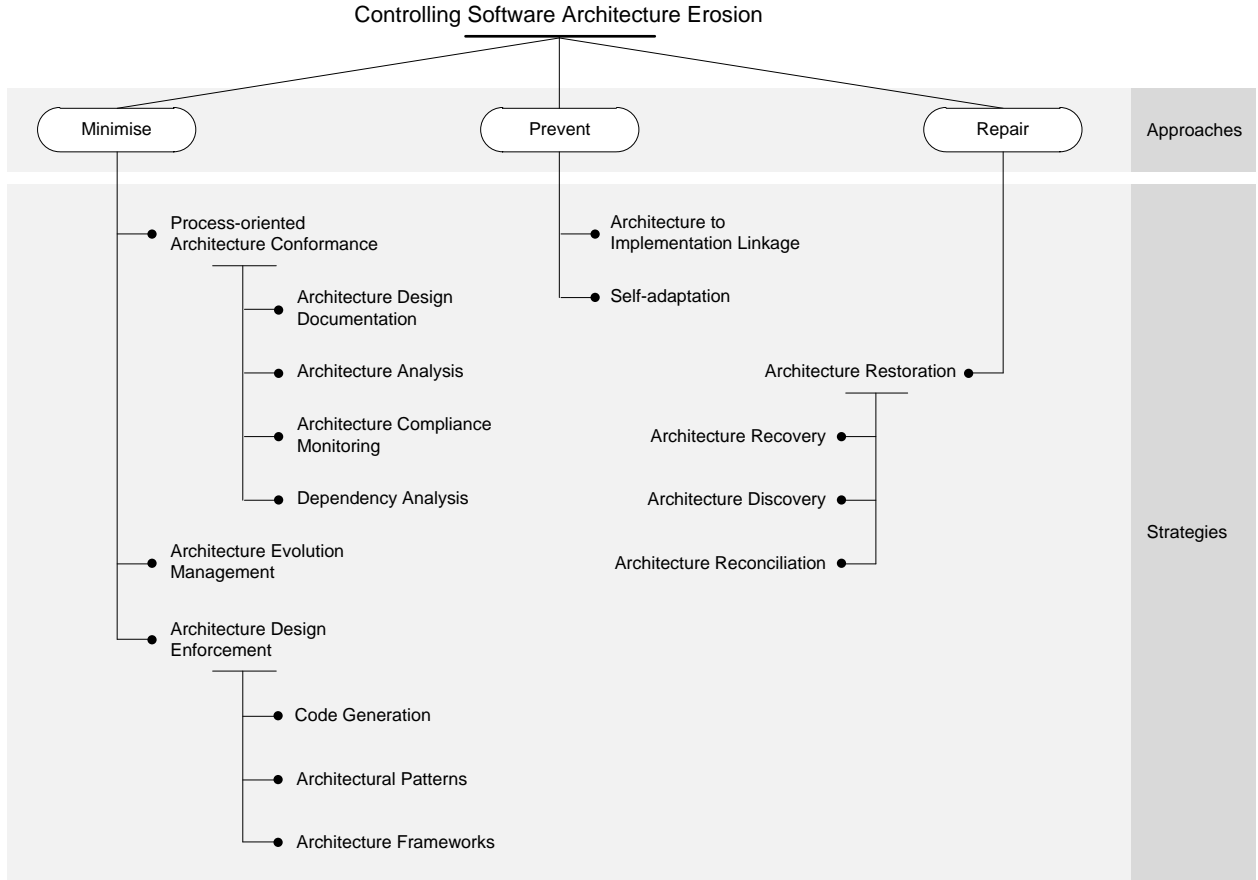 Controlling Software Architecture Erosion
Minimise
Prevent
Repair
Approaches
Process-oriented
Architecture Conformance
Architecture Design
Documentation
Architecture Analysis
Architecture Compliance
Monitoring
Dependency Analysis
Architecture Evolution
Management
Architecture Design
Enforcement
Code Generation
Architectural Patterns
Architecture Frameworks
Architecture to
Implementation Linkage
Self-adaptation
Architecture Restoration
Architecture Recovery
Architecture Discovery
Architecture Reconciliation
Strategies